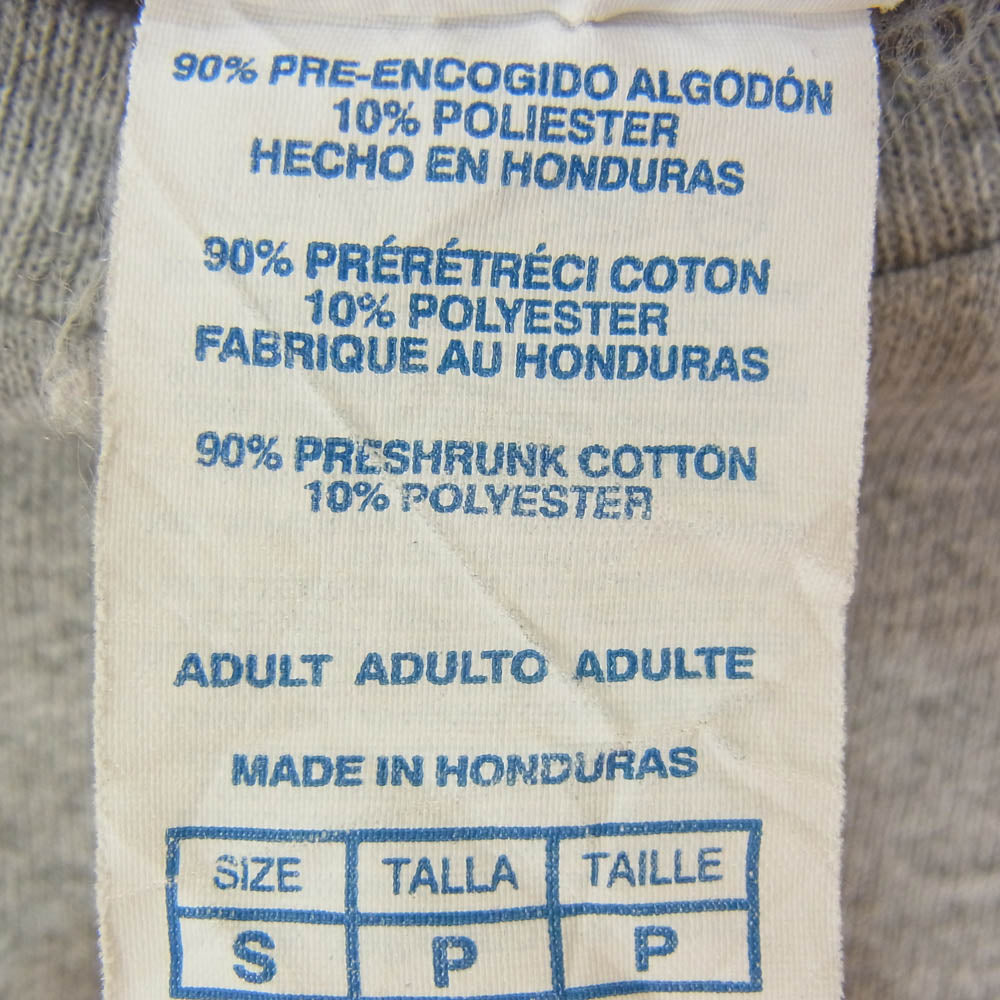 90% PRE-ENCOGIDO ALGODÓN
10% POLIESTER
HECHO EN HONDURAS
90% PRÉRÉTRÉCI COTON
10% POLYESTER
FABRIQUE AU HONDURAS
90% PRESHRUNK COTTON
10% POLYESTER
ADULT ADULTO ADULTE
MADE IN HONDURAS
SIZE TALLA TAILLE
S P P